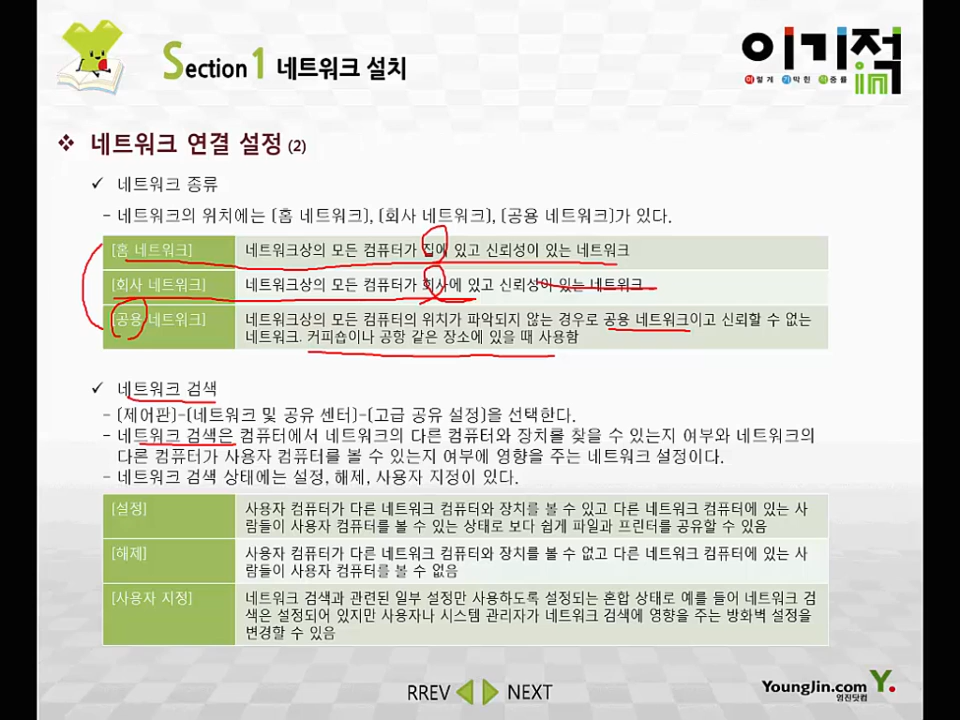 Section 1 네트워크 설치
이기적in
이렇게 기막힌 적중률
❖ 네트워크 연결 설정 (2)
✓ 네트워크 종류
- 네트워크의 위치에는 [홈 네트워크], [회사 네트워크], [공용 네트워크]가 있다.
[홈 네트워크] 네트워크상의 모든 컴퓨터가 집에 있고 신뢰성이 있는 네트워크
[회사 네트워크] 네트워크상의 모든 컴퓨터가 회사에 있고 신뢰성이 있는 네트워크
[공용 네트워크] 네트워크상의 모든 컴퓨터의 위치가 파악되지 않는 경우로 공용 네트워크이고 신뢰할 수 없는
네트워크. 커피숍이나 공항 같은 장소에 있을 때 사용함
✓ 네트워크 검색
- [제어판]-[네트워크 및 공유 센터]-[고급 공유 설정]을 선택한다.
- 네트워크 검색은 컴퓨터에서 네트워크의 다른 컴퓨터와 장치를 찾을 수 있는지 여부와 네트워크의
다른 컴퓨터가 사용자 컴퓨터를 볼 수 있는지 여부에 영향을 주는 네트워크 설정이다.
- 네트워크 검색 상태에는 설정, 해제, 사용자 지정이 있다.
[설정] 사용자 컴퓨터가 다른 네트워크 컴퓨터와 장치를 볼 수 있고 다른 네트워크 컴퓨터에 있는 사
람들이 사용자 컴퓨터를 볼 수 있는 상태로 보다 쉽게 파일과 프린터를 공유할 수 있음
[해제] 사용자 컴퓨터가 다른 네트워크 컴퓨터와 장치를 볼 수 없고 다른 네트워크 컴퓨터에 있는 사
람들이 사용자 컴퓨터를 볼 수 없음
[사용자 지정] 네트워크 검색과 관련된 일부 설정만 사용하도록 설정되는 혼합 상태로 예를 들어 네트워크 검
색은 설정되어 있지만 사용자나 시스템 관리자가 네트워크 검색에 영향을 주는 방화벽 설정을
변경할 수 있음
RREV NEXT
YoungJin.com Y.
영진닷컴